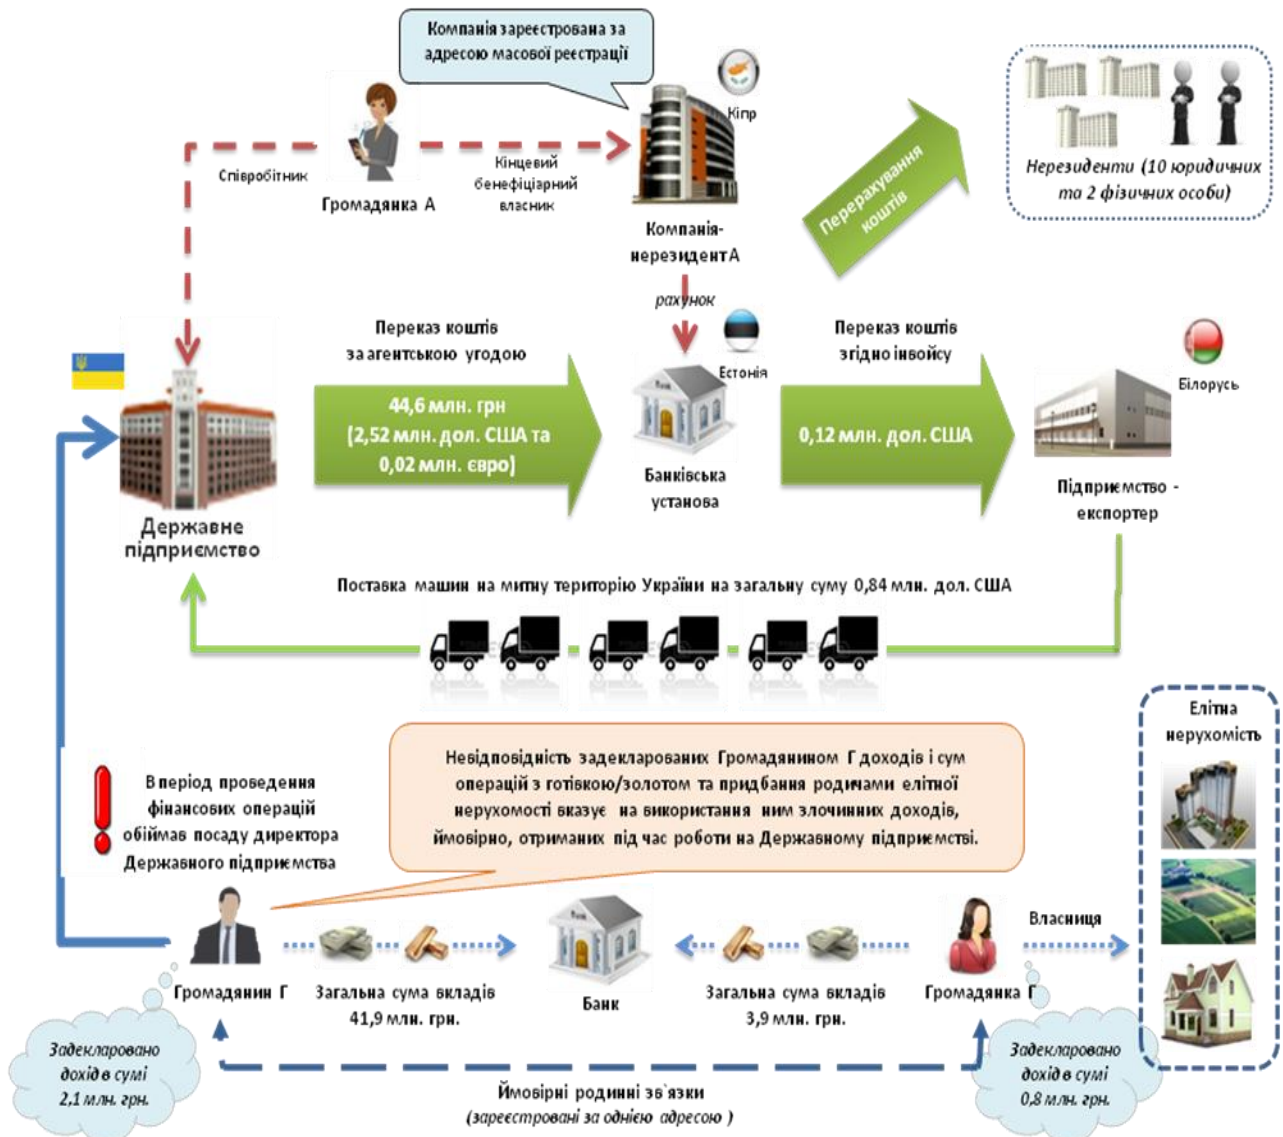 Компанія зареєстрована за
адресою масової реєстрації
Кіпр
Співробітник
Громадянка А
Кінцевий
бенефіціарний
власник
Компанія-
нерезидент А
рахунок
Перерахування
коштів
Нерезиденти (10 юридичних
та 2 фізичних особи)
Переказ коштів
за агентською угодою
44,6 млн. грн
(2,52 млн. дол. США та
0,02 млн. євро)
Естонія
Банківська
установа
Переказ коштів
згідно інвойсу
0,12 млн. дол. США
Білорусь
Підприємство -
експортер
Державне
підприємство
Поставка машин на митну територію України на загальну суму 0,84 млн. дол. США
В період проведення
фінансових операцій
обіймав посаду директора
Державного підприємства
Невідповідність задекларованих Громадянином Г доходів і сум
операцій з готівкою/золотом та придбання родичами елітної
нерухомості вказує на використання ним злочинних доходів,
ймовірно, отриманих під час роботи на Державному підприємстві.
Елітна
нерухомість
Громадянин Г
Загальна сума вкладів
41,9 млн. грн.
Банк
Загальна сума вкладів
3,9 млн. грн.
Громадянка Г
Власниця
Задекларовано
дохід в сумі
2,1 млн. грн.
Ймовірні родинні зв`язки
(зареєстровані за однією адресою )
Задекларовано
дохід в сумі
0,8 млн. грн.